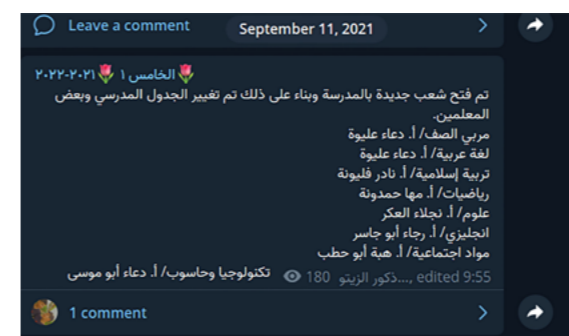 Leave a comment
September 11, 2021
🌷الخامس ١ 🌷٢٠٢١-٢٠٢٢
تم فتح شعب جديدة بالمدرسة وبناء على ذلك تم تغيير الجدول المدرسي وبعض
المعلمين.
مربي الصف/ أ. دعاء عليوة
لغة عربية/ أ. دعاء عليوة
تربية إسلامية/ أ. نادر فليونة
رياضيات/ أ. مها حمدونة
علوم/ أ. نجلاء العكر
انجليزي/ أ. رجاء أبو جاسر
مواد اجتماعية/ أ. هبة أبو حطب
تكنولوجيا وحاسوب/ أ. دعاء أبو موسى
180 ذكور الزيتو..., edited 9:55
1 comment